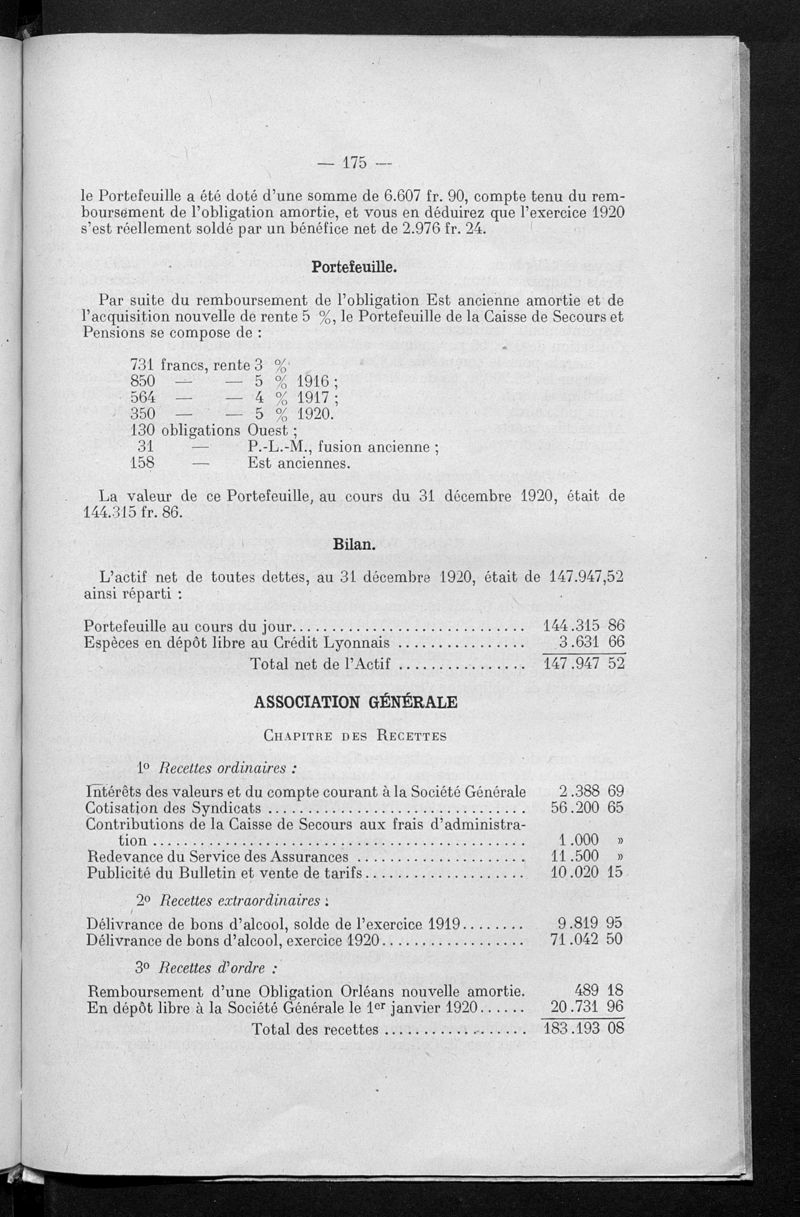 — 175 —
le Portefeuille a été doté d'une somme de 6.607 fr. 90, compte tenu du rem-
boursement de l'obligation amortie, et vous en déduirez que l'exercice 1920
s'est réellement soldé par un bénéfice net de 2.976 fr. 24.
Portefeuille.
Par suite du remboursement de l'obligation Est ancienne amortie et de
l'acquisition nouvelle de rente 5 %, le Portefeuille de la Caisse de Secours et
Pensions se compose de :
731 francs, rente 3 %
850 — — 5 % 1916 ;
564 — — 4 % 1917 ;
350 — — 5 % 1920.
130 obligations Ouest ;
31 — P.-L.-M., fusion ancienne ;
158 — Est anciennes.
La valeur de ce Portefeuille, au cours du 31 décembre 1920, était de
144.315 fr. 86.
Bilan.
L'actif net de toutes dettes, au 31 décembre 1920, était de 147.947,52
ainsi réparti :
Portefeuille au cours du jour............................. 144.315 86
Espèces en dépôt libre au Crédit Lyonnais ................ 3.631 66
Total net de l'Actif ................ 147.947 52
ASSOCIATION GÉNÉRALE
CHAPITRE DES RECETTES
1º Recettes ordinaires :
Intérêts des valeurs et du compte courant à la Société Générale 2.388 69
Cotisation des Syndicats ................................ 56.200 65
Contributions de la Caisse de Secours aux frais d'administra-
tion .............................................. 1.000 »
Redevance du Service des Assurances ..................... 11.500 »
Publicité du Bulletin et vente de tarifs.................... 10.020 15
2º Recettes extraordinaires :
Délivrance de bons d'alcool, solde de l'exercice 1919........ 9.819 95
Délivrance de bons d'alcool, exercice 1920.................. 71.042 50
3º Recettes d'ordre :
Remboursement d'une Obligation Orléans nouvelle amortie. 489 18
En dépôt libre à la Société Générale le 1er janvier 1920...... 20.731 96
Total des recettes .................. 183.193 08